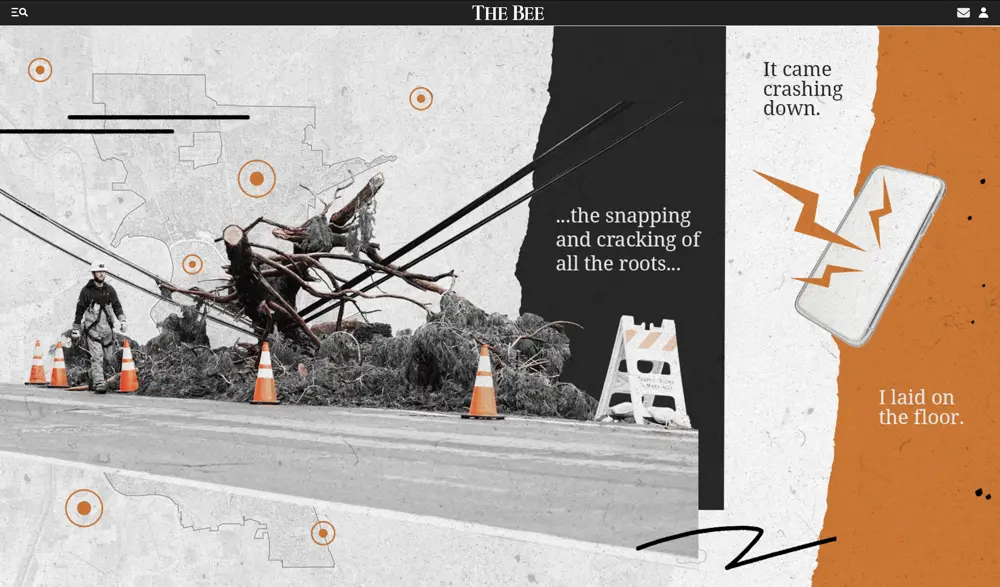 THE BEE
It came
crashing
down.
...the snapping
and cracking of
all the roots...
I laid on
the floor.